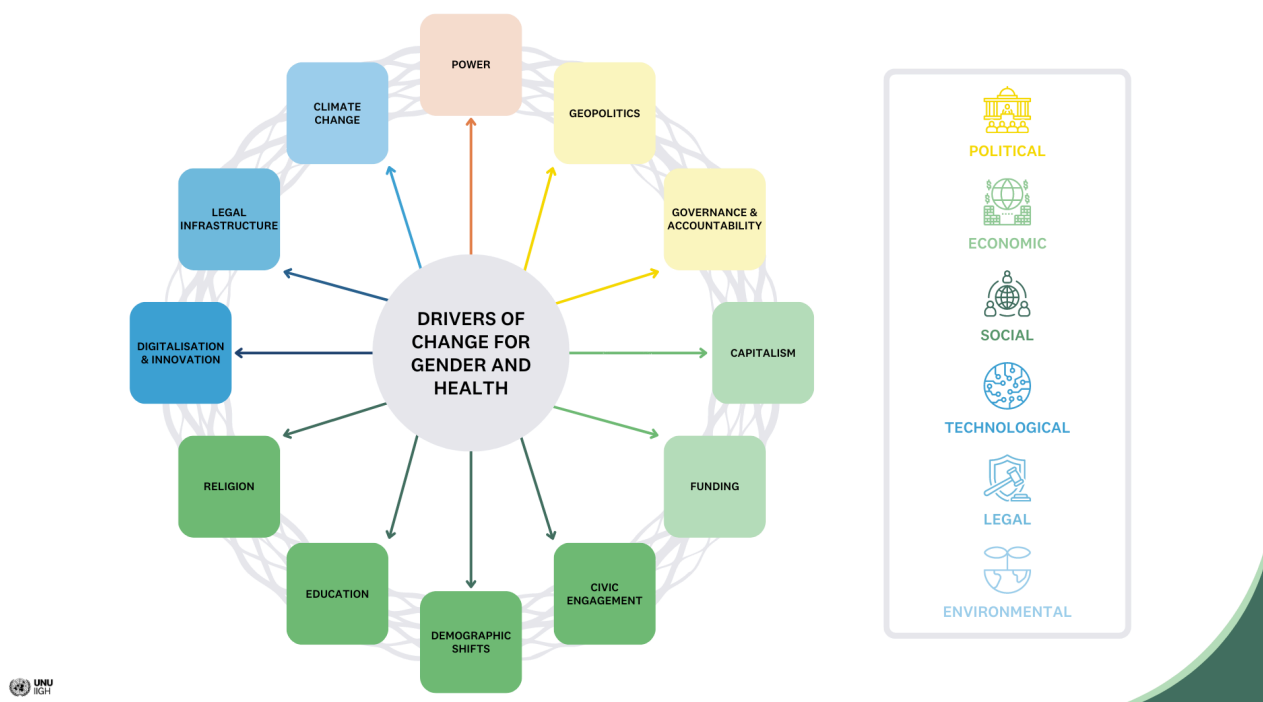 POWER
GEOPOLITICS
GOVERNANCE &
ACCOUNTABILITY
CAPITALISM
FUNDING
CIVIC
ENGAGEMENT
DEMOGRAPHIC
SHIFTS
EDUCATION
RELIGION
DIGITALISATION
& INNOVATION
LEGAL
INFRASTRUCTURE
CLIMATE
CHANGE
DRIVERS OF
CHANGE FOR
GENDER AND
HEALTH
POLITICAL
ECONOMIC
SOCIAL
TECHNOLOGICAL
LEGAL
ENVIRONMENTAL
UNU
IIGH